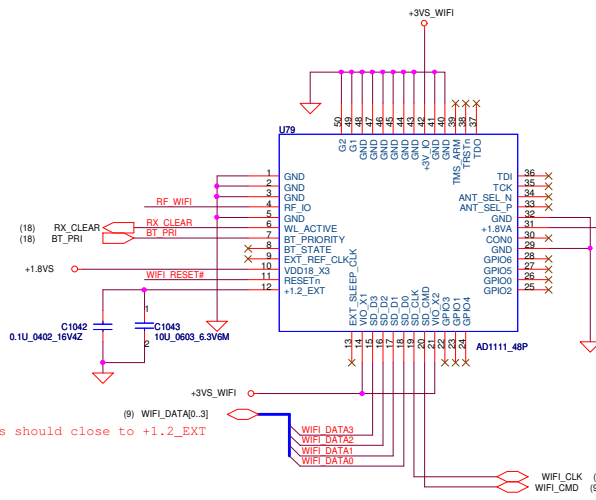 +3VS_WIFI
50 49 48 47 46 45 44 43 42 41 40 39 38 37
U79
G2 G1 GND GND GND GND GND GND +3V_IO GND GND TMS_ARM TRSTn TDO
1 GND
2 GND
3 GND
RF_WIFI 4 RF_IO
5 GND
(18) RX_CLEAR RX_CLEAR 6 WL_ACTIVE
(18) BT_PRI BT_PRI 7 BT_PRIORITY
8 BT_STATE
9 EXT_REF_CLK
+1.8VS 10 VDD18_X3
WIFI_RESET# 11 RESETn
12 +1.2_EXT
TDI 36
TCK 35
ANT_SEL_N 34
ANT_SEL_P 33
GND 32
+1.8VA 31
CON0 30
GND 29
GPIO6 28
GPIO5 27
GPIO0 26
GPIO2 25
EXT_SLEEP_CLK VIO_X1 SD_D3 SD_D2 SD_D1 SD_D0 SD_CLK SD_CMD VIO_X2 GPIO3 GPIO1 GPIO4
13 14 15 16 17 18 19 20 21 22 23 24
AD1111_48P
C1042
0.1U_0402_16V4Z
1
C1043
10U_0603_6.3V6M
2
+3VS_WIFI
(9) WIFI_DATA[0..3]
WIFI_DATA3
WIFI_DATA2
WIFI_DATA1
WIFI_DATA0
s should close to +1.2_EXT
WIFI_CLK (
WIFI_CMD (9